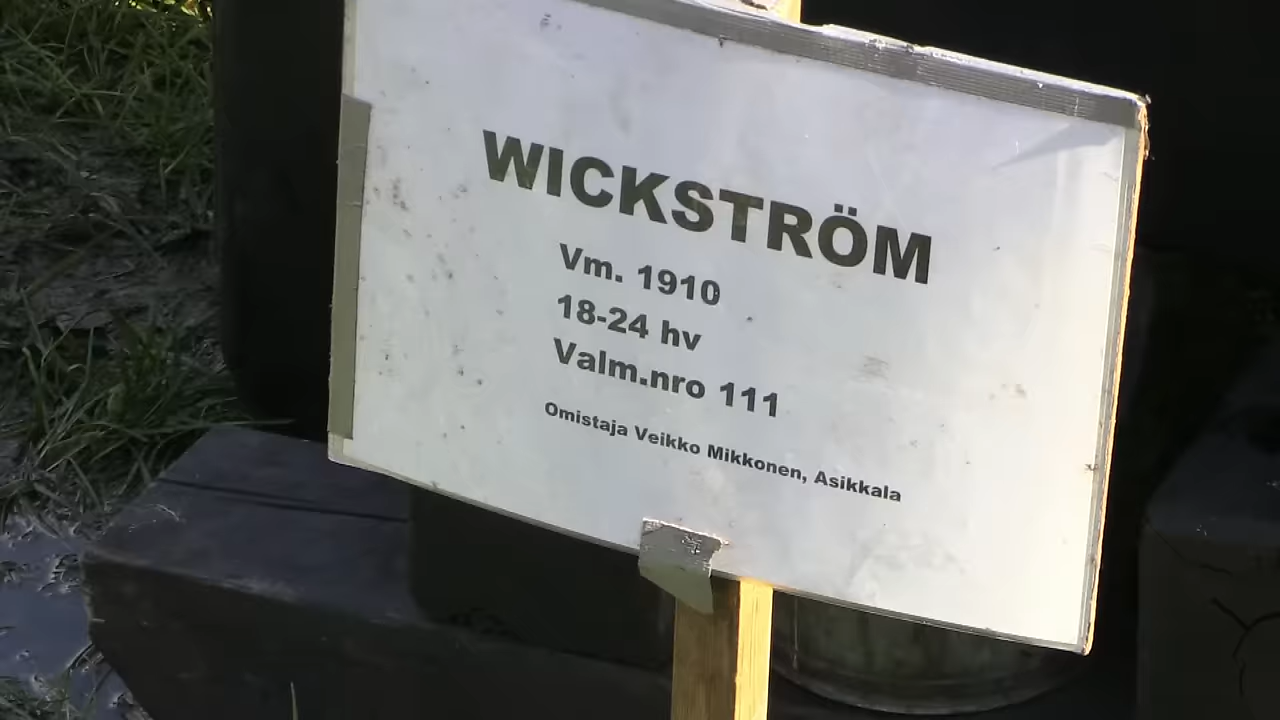 WICKSTRÖM
Vm. 1910
18-24 hv
Valm.nro 111
Omistaja Veikko Mikkonen, Asikkala